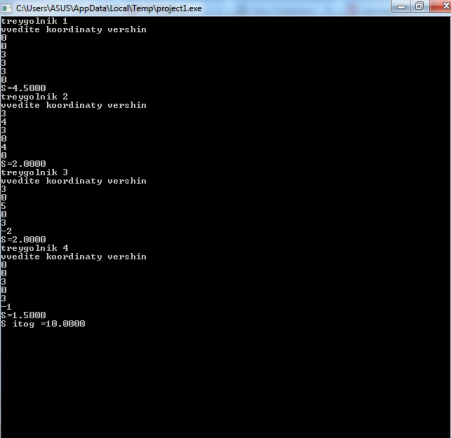 C:\Users\ASUS\AppData\Local\Temp\project1.exe
treygolnik 1
vvedite koordinaty vershin
0
0
3
3
3
0
S=4.5000
treygolnik 2
vvedite koordinaty vershin
3
4
3
0
4
0
S=2.0000
treygolnik 3
vvedite koordinaty vershin
3
0
5
0
3
-2
S=2.0000
treygolnik 4
vvedite koordinaty vershin
0
0
3
0
3
-1
S=1.5000
S itog =10.0000